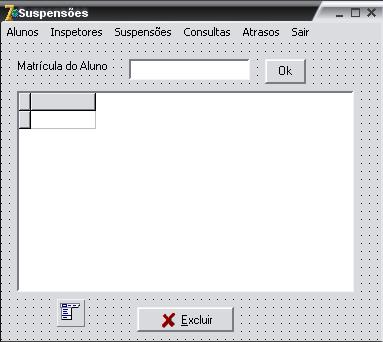 Suspensões
Alunos Inspetores Suspensões Consultas Atrasos Sair
Matrícula do Aluno Ok
Excluir